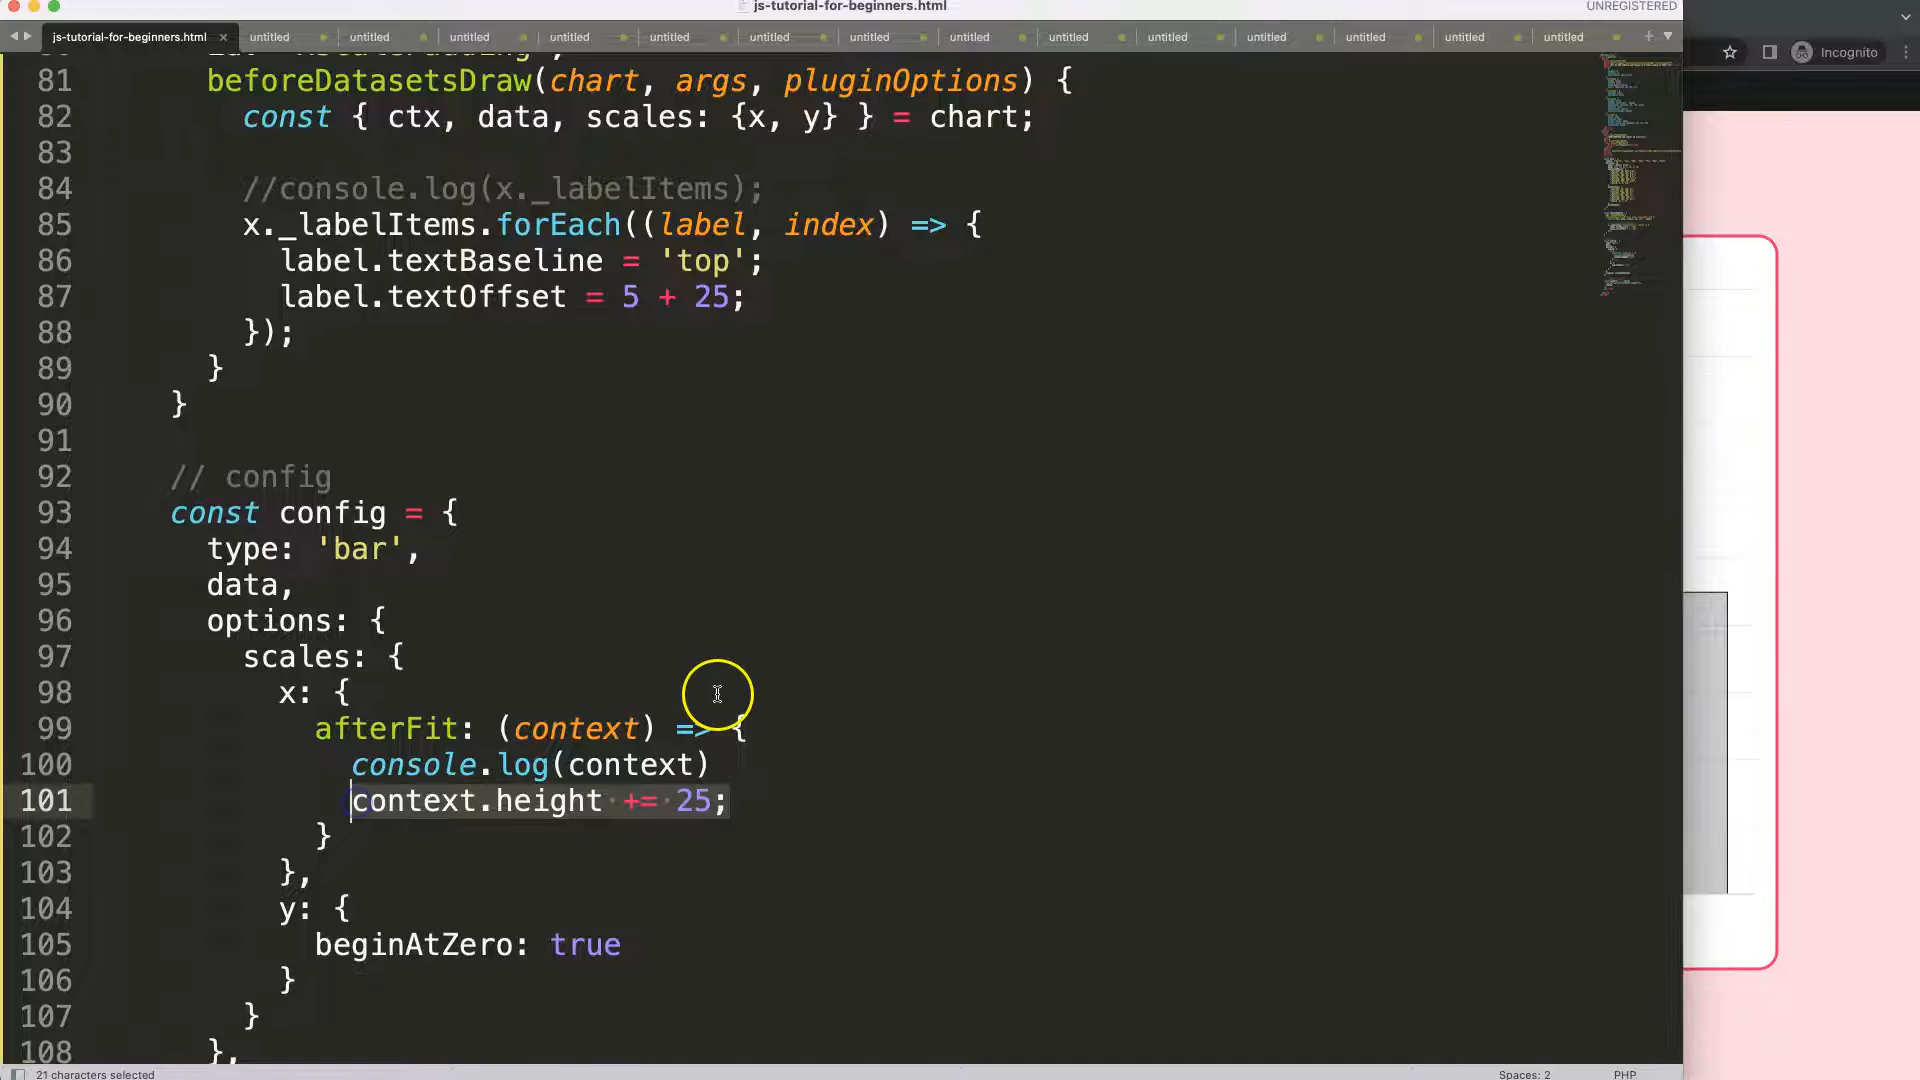 js-tutorial-for-beginners.html
UNREGISTERED
js-tutorial-for-beginners.html × untitled untitled untitled untitled untitled untitled untitled untitled untitled untitled untitled untitled untitled untitled
Incognito
81 beforeDatasetsDraw(chart, args, pluginOptions) {
82 const { ctx, data, scales: {x, y} } = chart;
83
84 //console.log(x._labelItems);
85 x._labelItems.forEach((label, index) => {
86 label.textBaseline = 'top';
87 label.textOffset = 5 + 25;
88 });
89 }
90 }
91
92 // config
93 const config = {
94 type: 'bar',
95 data,
96 options: {
97 scales: {
98 x: {
99 afterFit: (context) => {
100 console.log(context)
101 context.height += 25;
102 }
103 },
104 y: {
105 beginAtZero: true
106 }
107 }
108 },
21 characters selected
Spaces: 2
PHP